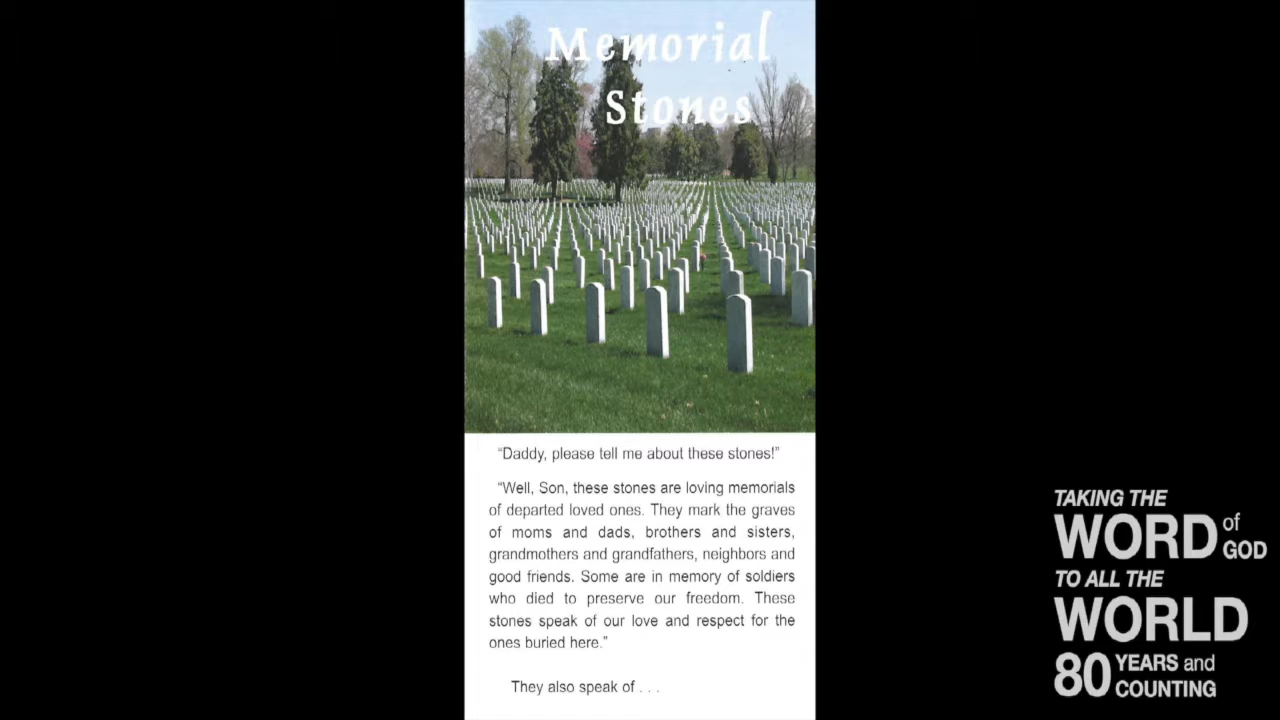 Memorial
Stones
“Daddy, please tell me about these stones!”
“Well, Son, these stones are loving memorials
of departed loved ones. They mark the graves
of moms and dads, brothers and sisters,
grandmothers and grandfathers, neighbors and
good friends. Some are in memory of soldiers
who died to preserve our freedom. These
stones speak of our love and respect for the
ones buried here.”
They also speak of . . .
TAKING THE
WORD of GOD
TO ALL THE
WORLD
80 YEARS and
COUNTING